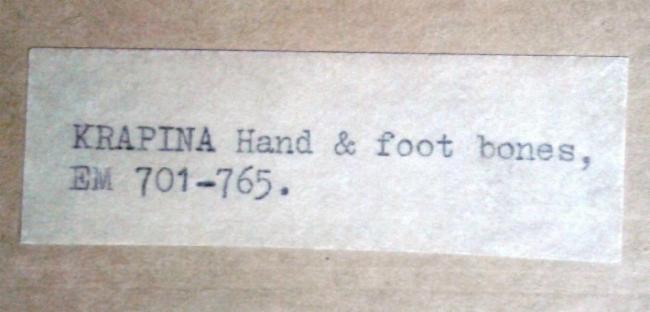 KRAPINA Hand & foot bones,
EM 701-765.